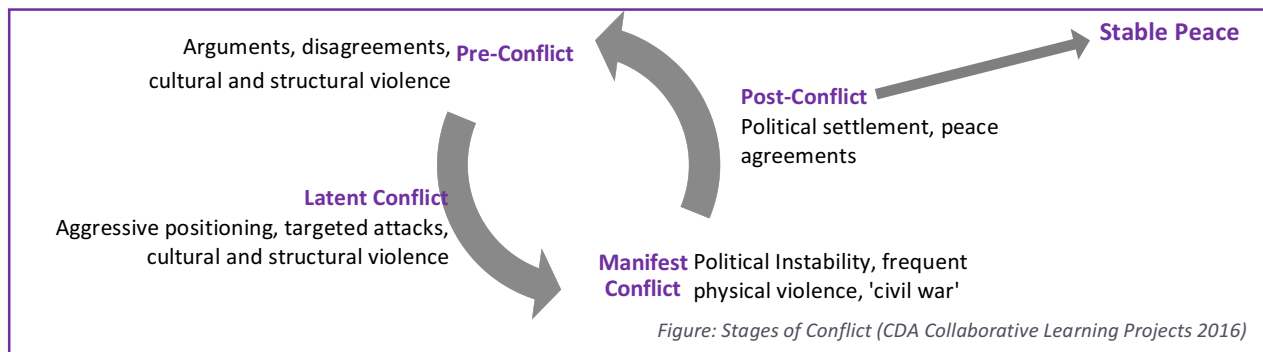 Pre-Conflict
Arguments, disagreements,
cultural and structural violence
Latent Conflict
Aggressive positioning, targeted attacks,
cultural and structural violence
Manifest
Conflict
Political Instability, frequent
physical violence, 'civil war'
Post-Conflict
Political settlement, peace
agreements
Stable Peace
Figure: Stages of Conflict (CDA Collaborative Learning Projects 2016)